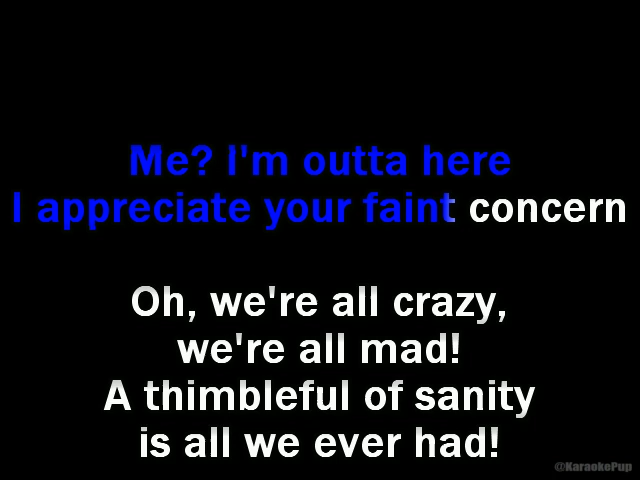 Me? I'm outta here
I appreciate your faint concern
Oh, we're all crazy,
we're all mad!
A thimbleful of sanity
is all we ever had!
@KaraokePup